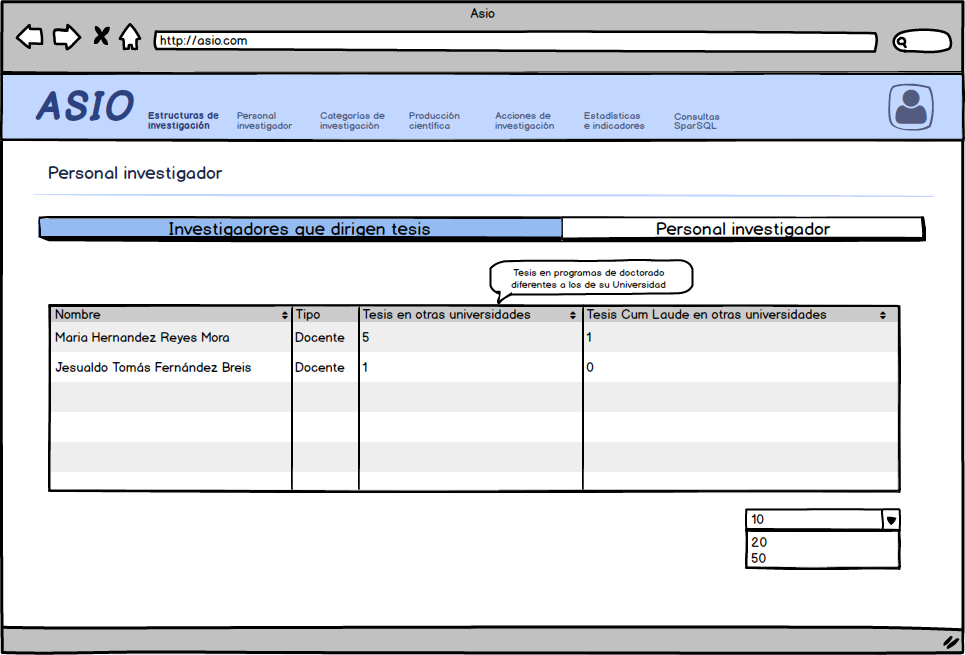 Asio
http://asio.com
ASIO
Estructuras de
investigación
Personal
investigador
Categorías de
investigación
Producción
científica
Acciones de
investigación
Estadísticas
e indicadores
Consultas
SparSQL
Personal investigador
Investigadores que dirigen tesis
Personal investigador
Tesis en programas de doctorado
diferentes a los de su Universidad
Nombre Tipo Tesis en otras universidades Tesis Cum Laude en otras universidades
Maria Hernandez Reyes Mora Docente 5 1
Jesualdo Tomás Fernández Breis Docente 1 0
10
20
50